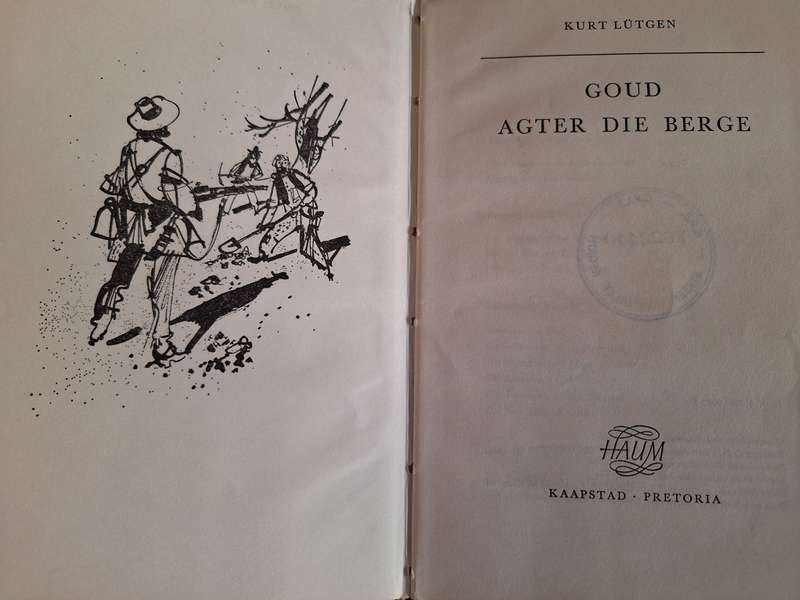 KURT LÜTGEN
GOUD
AGTER DIE BERGE
HAUM
KAAPSTAD · PRETORIA